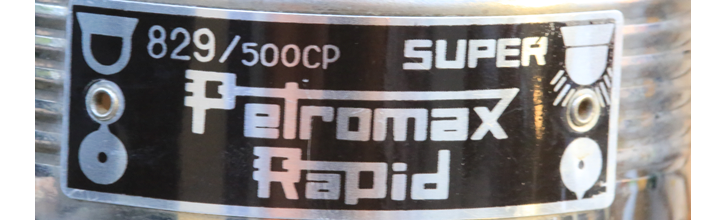 829/500CP SUPER
Petromax
Rapid